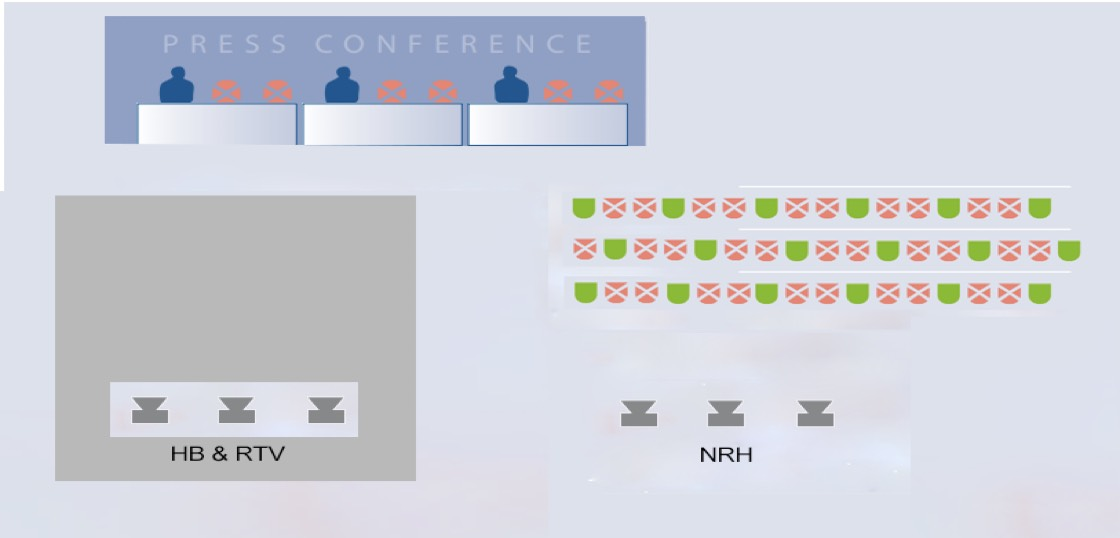 PRESS CONFERENCE
HB & RTV
NRH